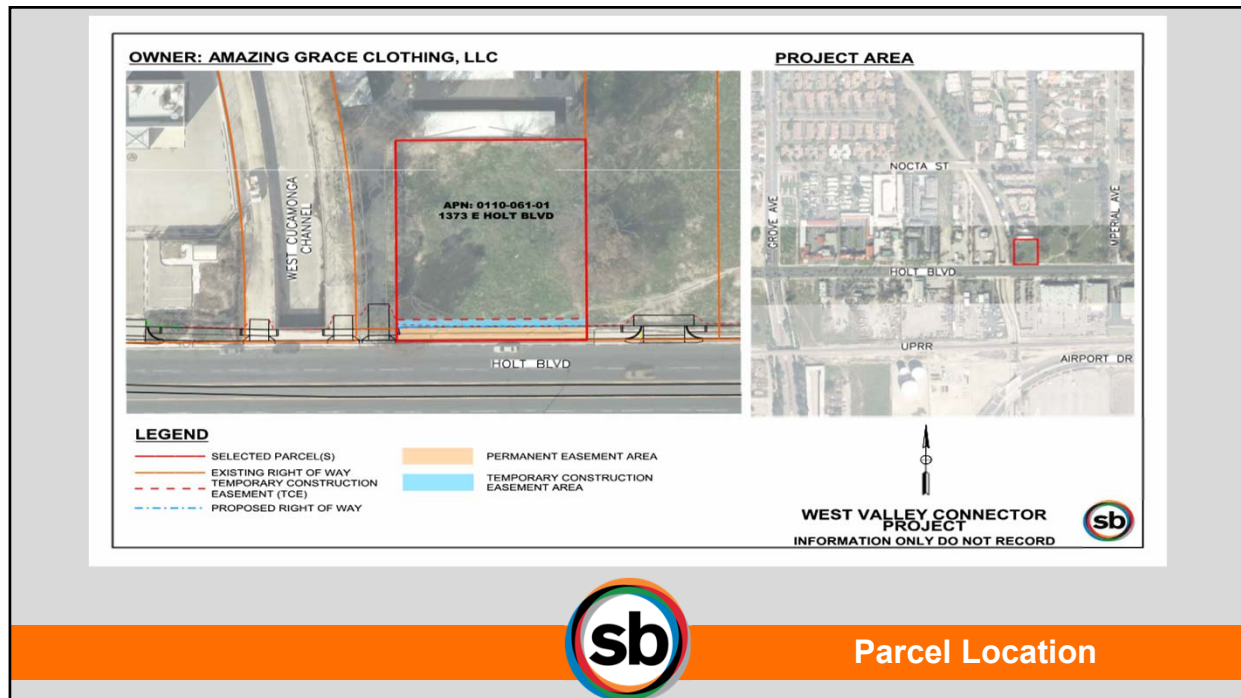 OWNER: AMAZING GRACE CLOTHING, LLC
WEST CUCAMONGA
CHANNEL
APN: 0110-061-01
1373 E HOLT BLVD
HOLT BLVD
PROJECT AREA
NOCTA ST
GROVE AVE
IMPERIAL AVE
HOLT BLVD
UPRR
AIRPORT DR
LEGEND
SELECTED PARCEL(S)
EXISTING RIGHT OF WAY
TEMPORARY CONSTRUCTION
EASEMENT (TCE)
PROPOSED RIGHT OF WAY
PERMANENT EASEMENT AREA
TEMPORARY CONSTRUCTION
EASEMENT AREA
WEST VALLEY CONNECTOR
PROJECT
INFORMATION ONLY DO NOT RECORD
sb
sb
Parcel Location